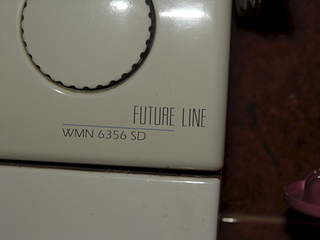 FUTURE LINE
WMN 6356 SD